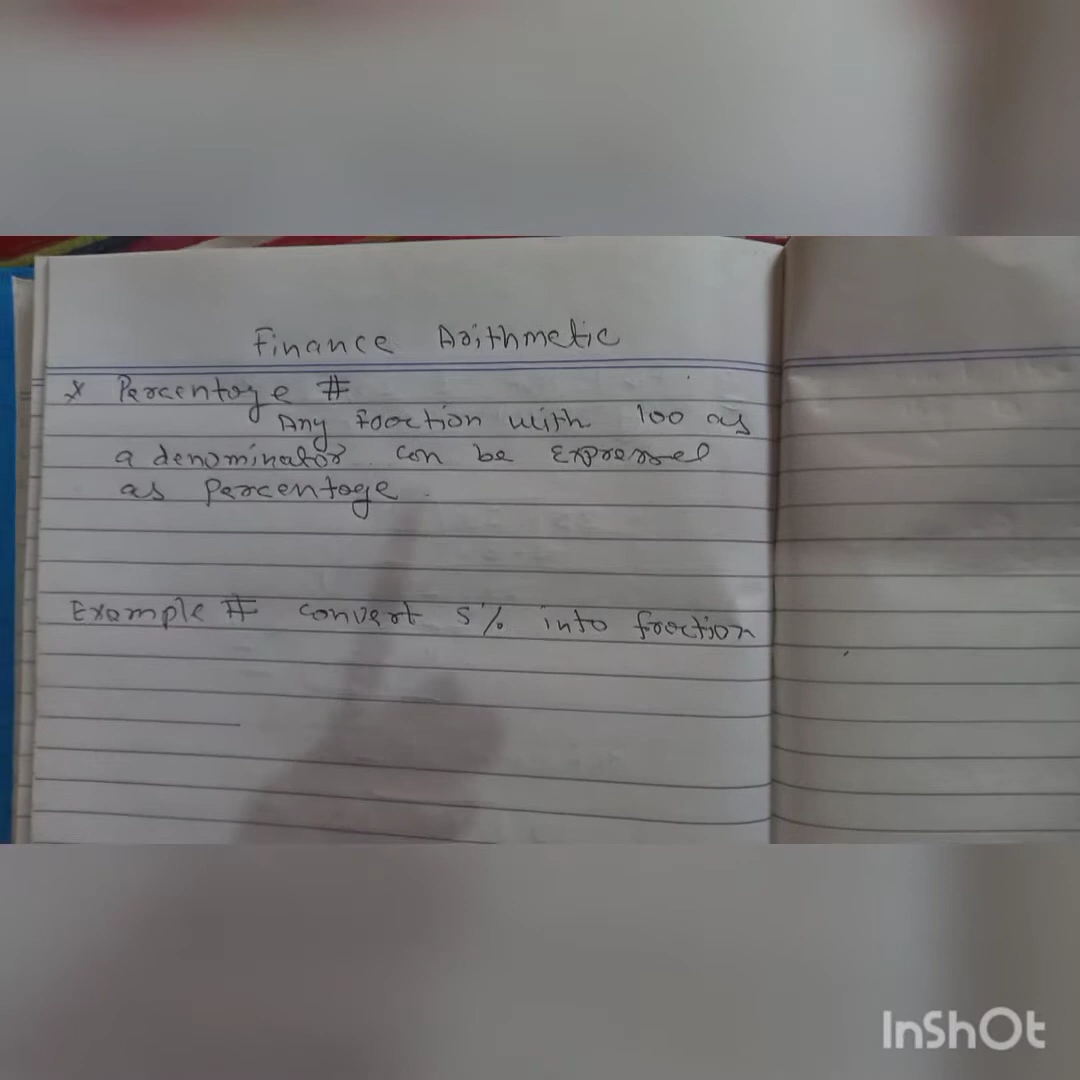 Finance Arithmetic
* Percentage #
Any fraction with 100 as
a denominator can be Expressed
as Percentage.
Example # convert 5% into fraction
InShOt